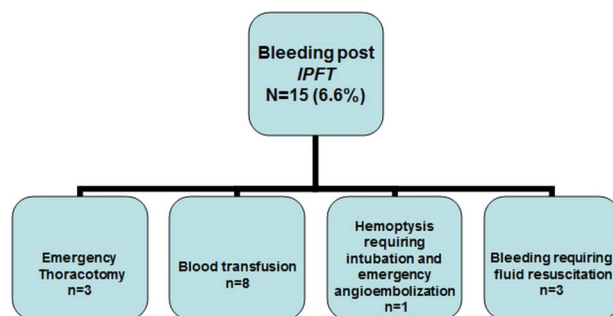 Bleeding post
IPFT
N=15 (6.6%)
Emergency
Thoracotomy
n=3
Blood transfusion
n=8
Hemoptysis
requiring
intubation and
emergency
angioembolization
n=1
Bleeding requiring
fluid resuscitation
n=3